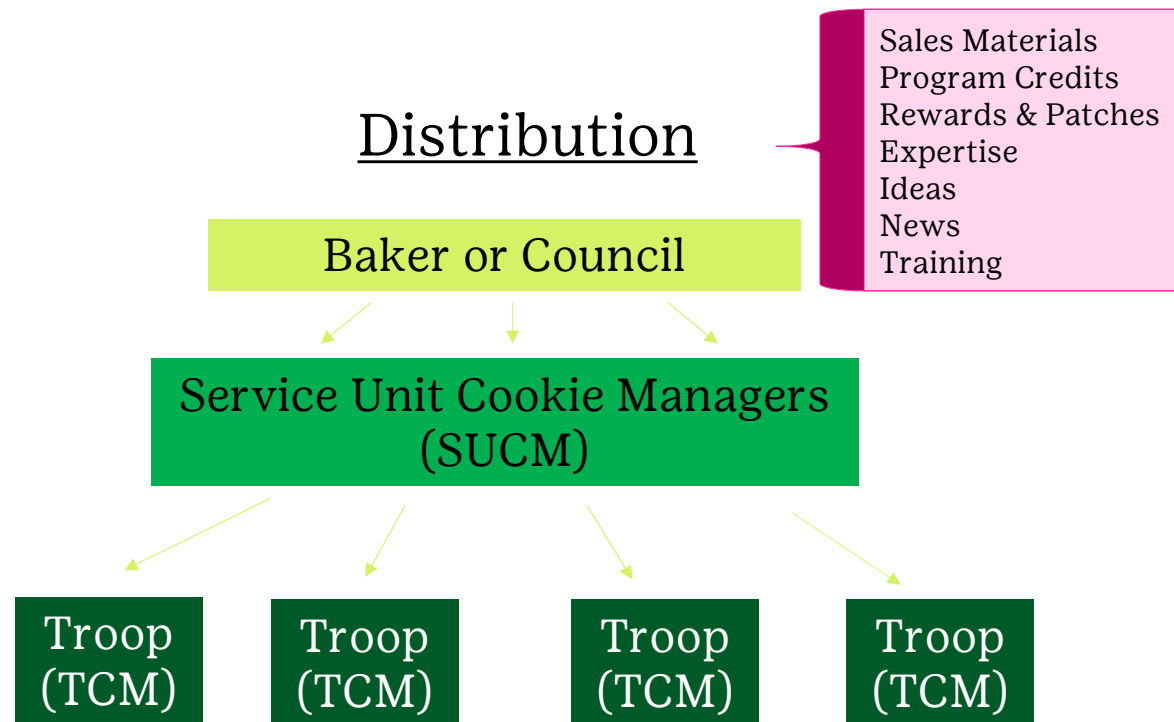 Distribution
Sales Materials
Program Credits
Rewards & Patches
Expertise
Ideas
News
Training
Baker or Council
Service Unit Cookie Managers
(SUCM)
Troop
(TCM)
Troop
(TCM)
Troop
(TCM)
Troop
(TCM)